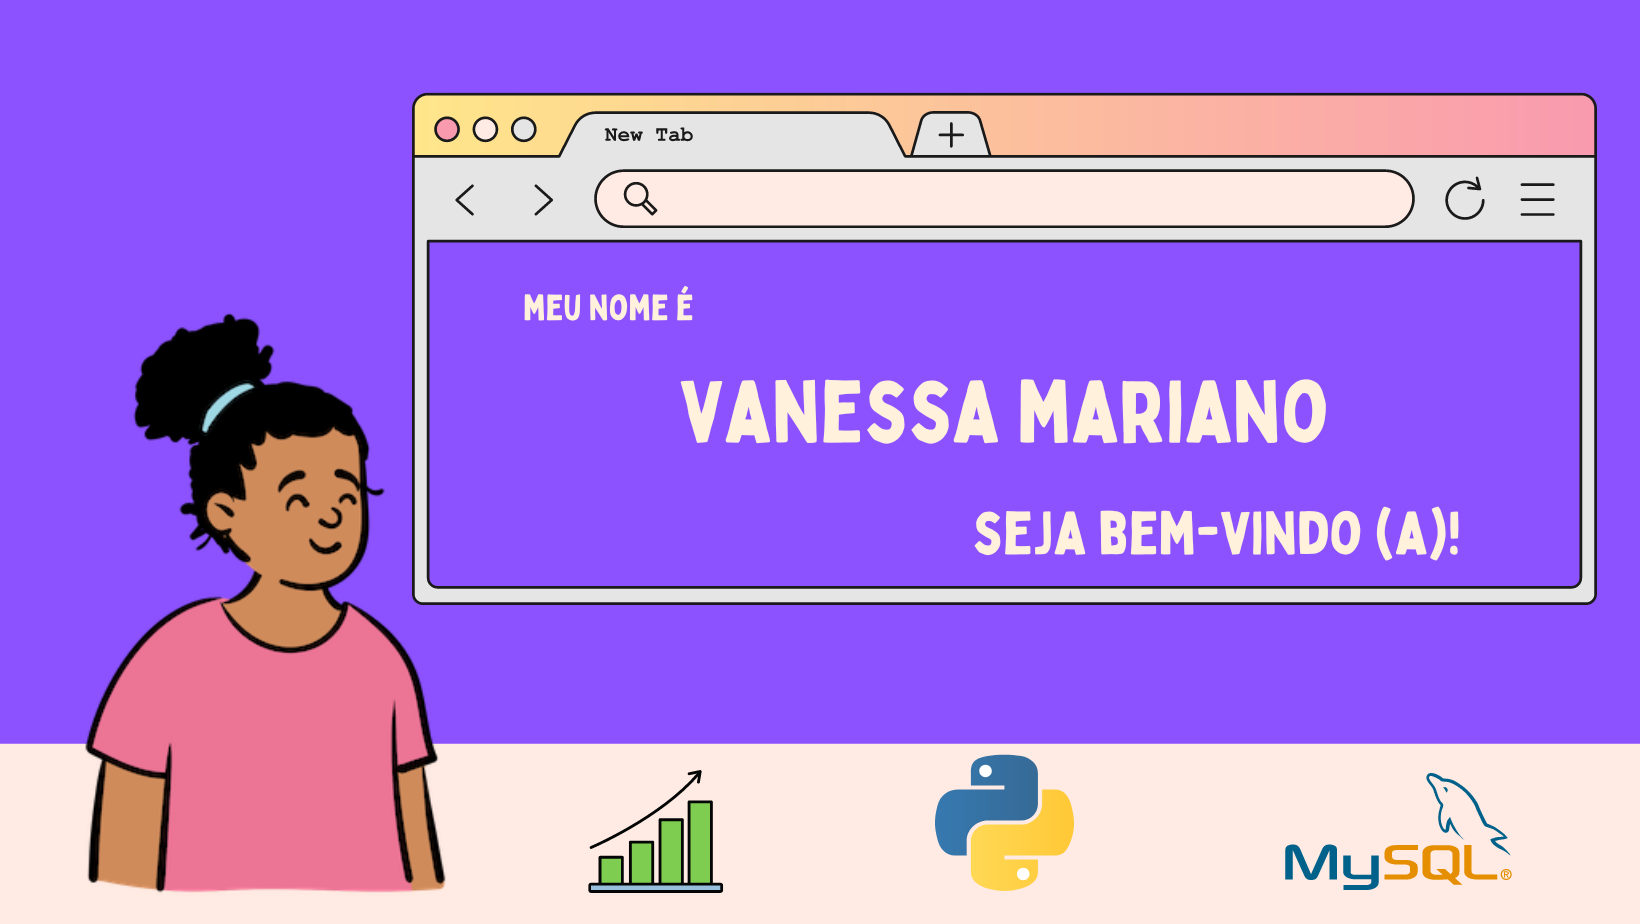 New Tab
MEU NOME É
VANESSA MARIANO
SEJA BEM-VINDO (A)!
MySQL®